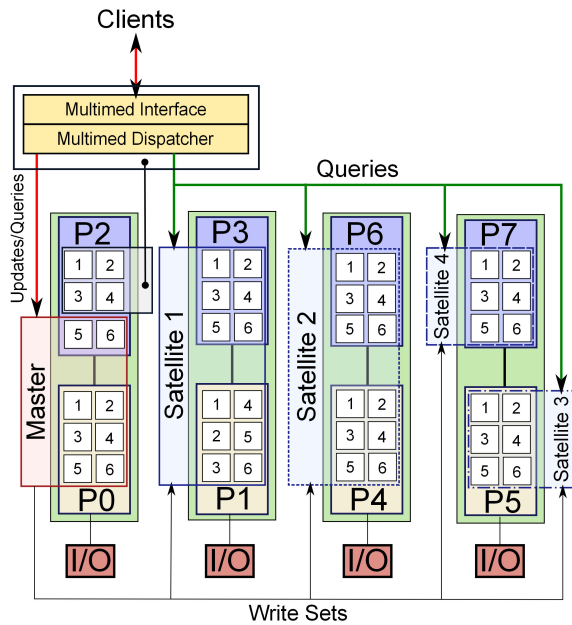 Clients
Multimed Interface
Multimed Dispatcher
Queries
Updates/Queries
P2
1 2
3 4
5 6
Master
1 2
3 4
5 6
P0
I/O
P3
1 2
3 4
5 6
Satellite 1
1 4
2 5
3 6
P1
I/O
P6
1 2
3 4
5 6
Satellite 2
1 2
3 4
5 6
P4
I/O
P7
Satellite 4
1 2
3 4
5 6
1 2
3 4
5 6
Satellite 3
P5
I/O
Write Sets